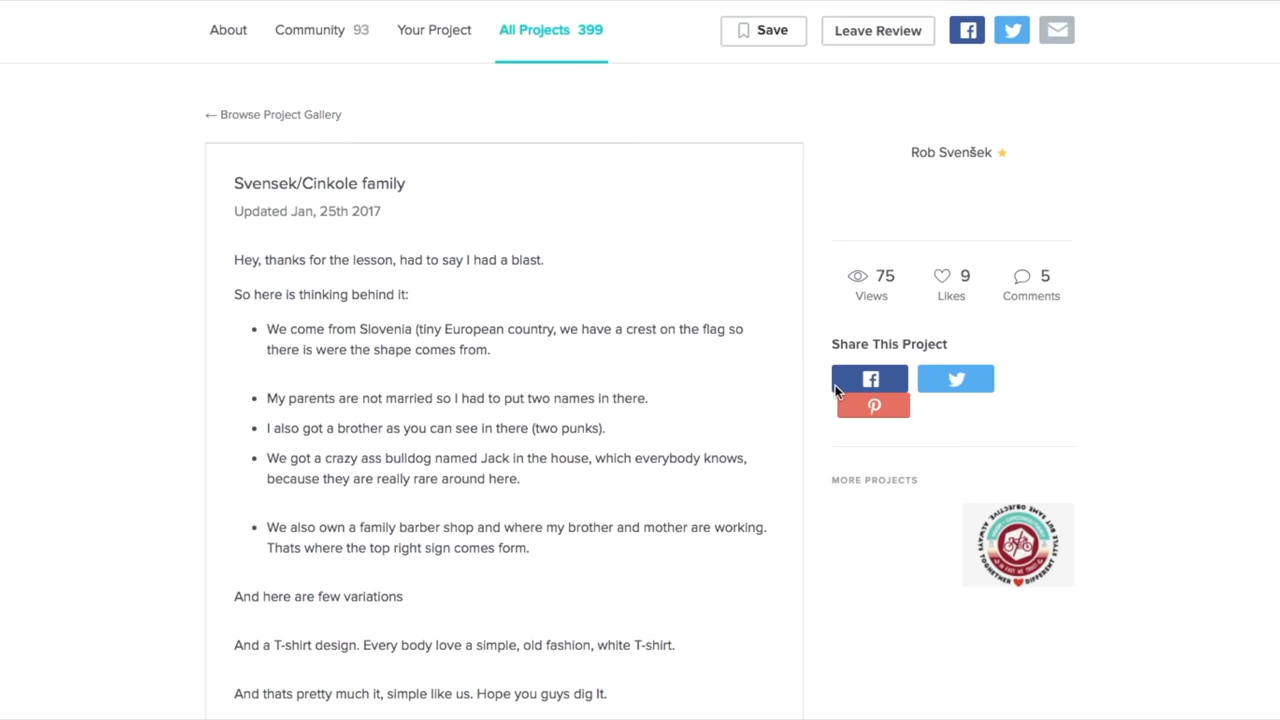 About
Community 93
Your Project
All Projects 399
Save
Leave Review
← Browse Project Gallery
Svensek/Cinkole family
Updated Jan, 25th 2017
Hey, thanks for the lesson, had to say I had a blast.
So here is thinking behind it:
• We come from Slovenia (tiny European country, we have a crest on the flag so
there is were the shape comes from.
• My parents are not married so I had to put two names in there.
• I also got a brother as you can see in there (two punks).
• We got a crazy ass bulldog named Jack in the house, which everybody knows,
because they are really rare around here.
• We also own a family barber shop and where my brother and mother are working.
Thats where the top right sign comes form.
And here are few variations
And a T-shirt design. Every body love a simple, old fashion, white T-shirt.
And thats pretty much it, simple like us. Hope you guys dig It.
Rob Svenšek
75
Views
9
Likes
5
Comments
Share This Project
MORE PROJECTS